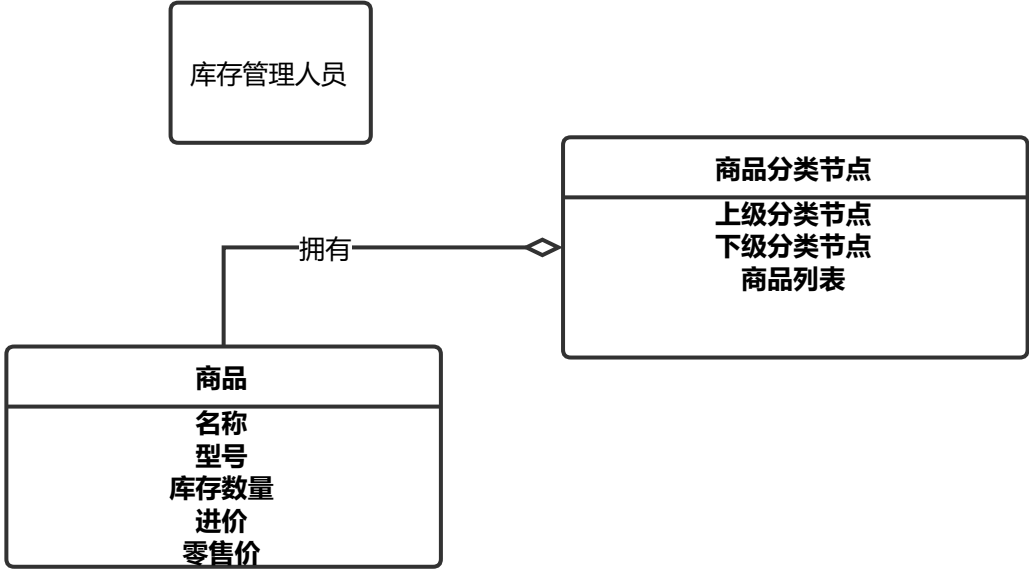 库存管理人员
商品分类节点
上级分类节点
下级分类节点
商品列表
拥有
商品
名称
型号
库存数量
进价
零售价